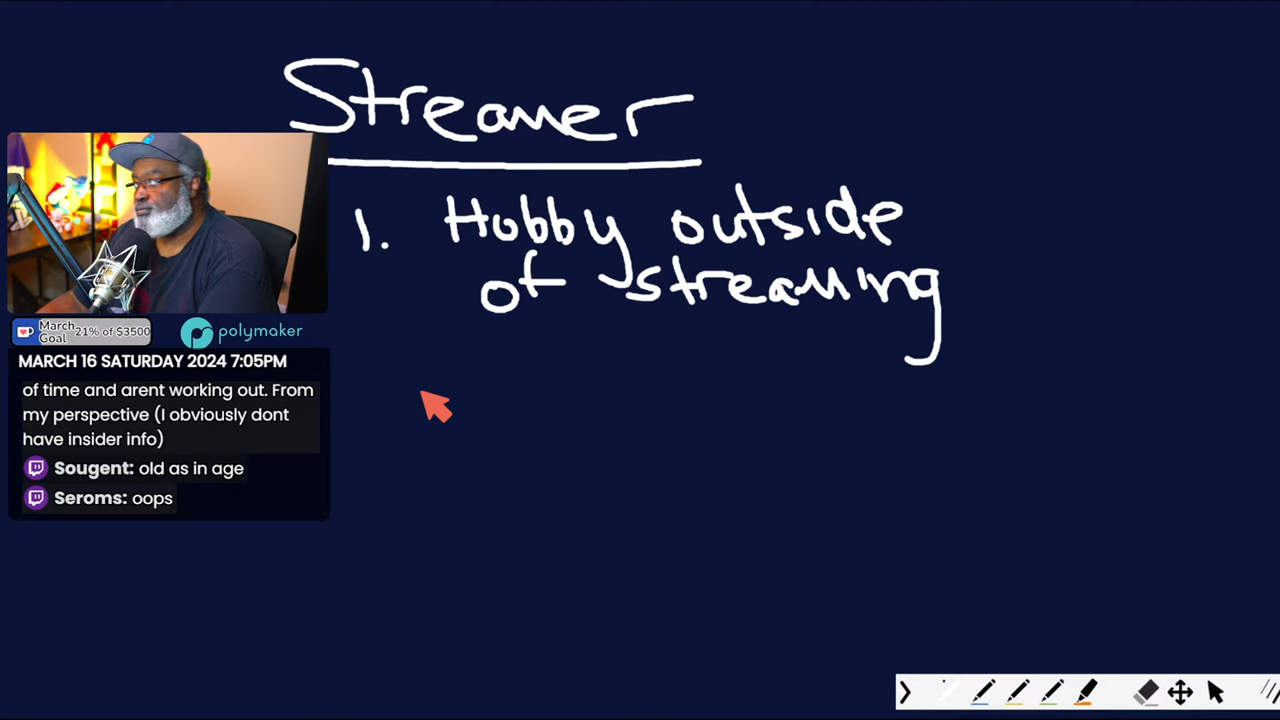 Streamer
1. Hobby outside
of streaming
March
Goal
21% of $3500
polymaker
MARCH 16 SATURDAY 2024 7:05PM
of time and arent working out. From
my perspective (I obviously dont
have insider info)
Sougent: old as in age
Seroms: oops